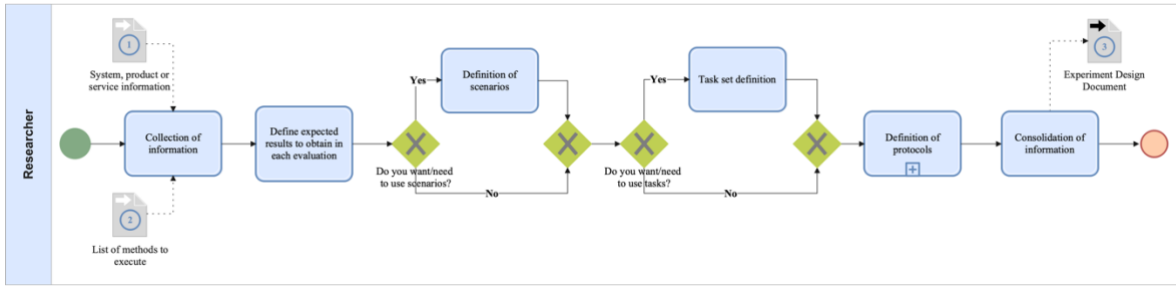 Researcher
1
System, product or
service information
2
List of methods to
execute
Collection of
information
Define expected
results to obtain in
each evaluation
Do you want/need
to use scenarios?
Yes
No
Definition of
scenarios
Do you want/need
to use tasks?
Yes
No
Task set definition
Definition of
protocols
Consolidation of
information
3
Experiment Design
Document